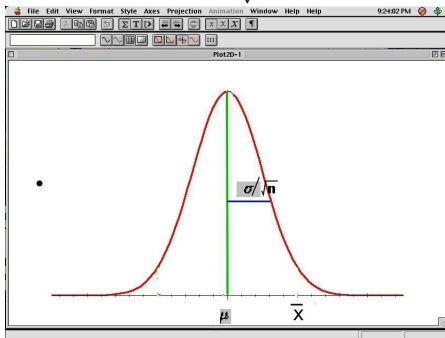 File Edit View Format Style Axes Projection Animation Window Help Help 9:24:02 PM
Σ T
x x X ¶
Plot2D-1
σ/√n
μ x̄